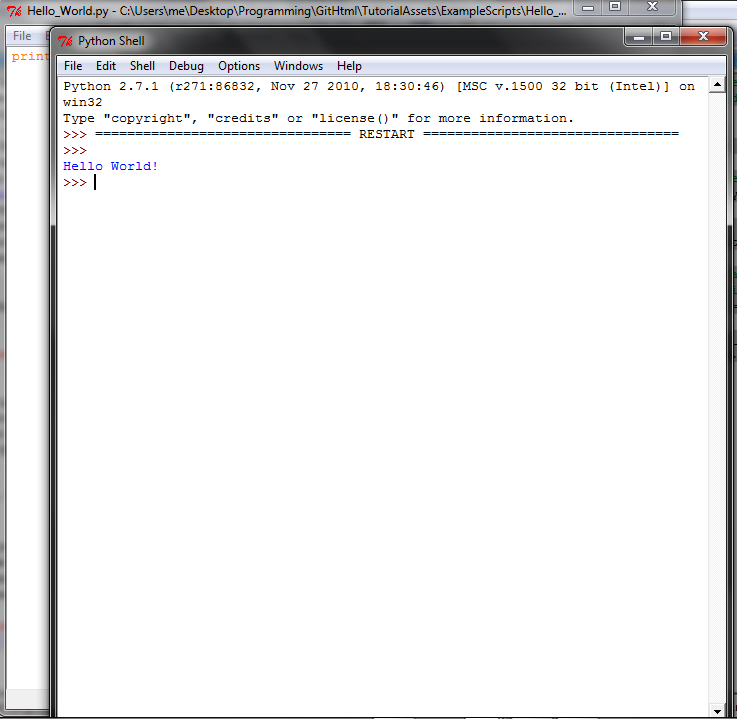 Hello_World.py - C:\Users\me\Desktop\Programming\GitHtml\TutorialAssets\ExampleScripts\Hello_...
File
print
Python Shell
File Edit Shell Debug Options Windows Help
Python 2.7.1 (r271:86832, Nov 27 2010, 18:30:46) [MSC v.1500 32 bit (Intel)] on
win32
Type "copyright", "credits" or "license()" for more information.
>>> ================================ RESTART ================================
>>>
Hello World!
>>>